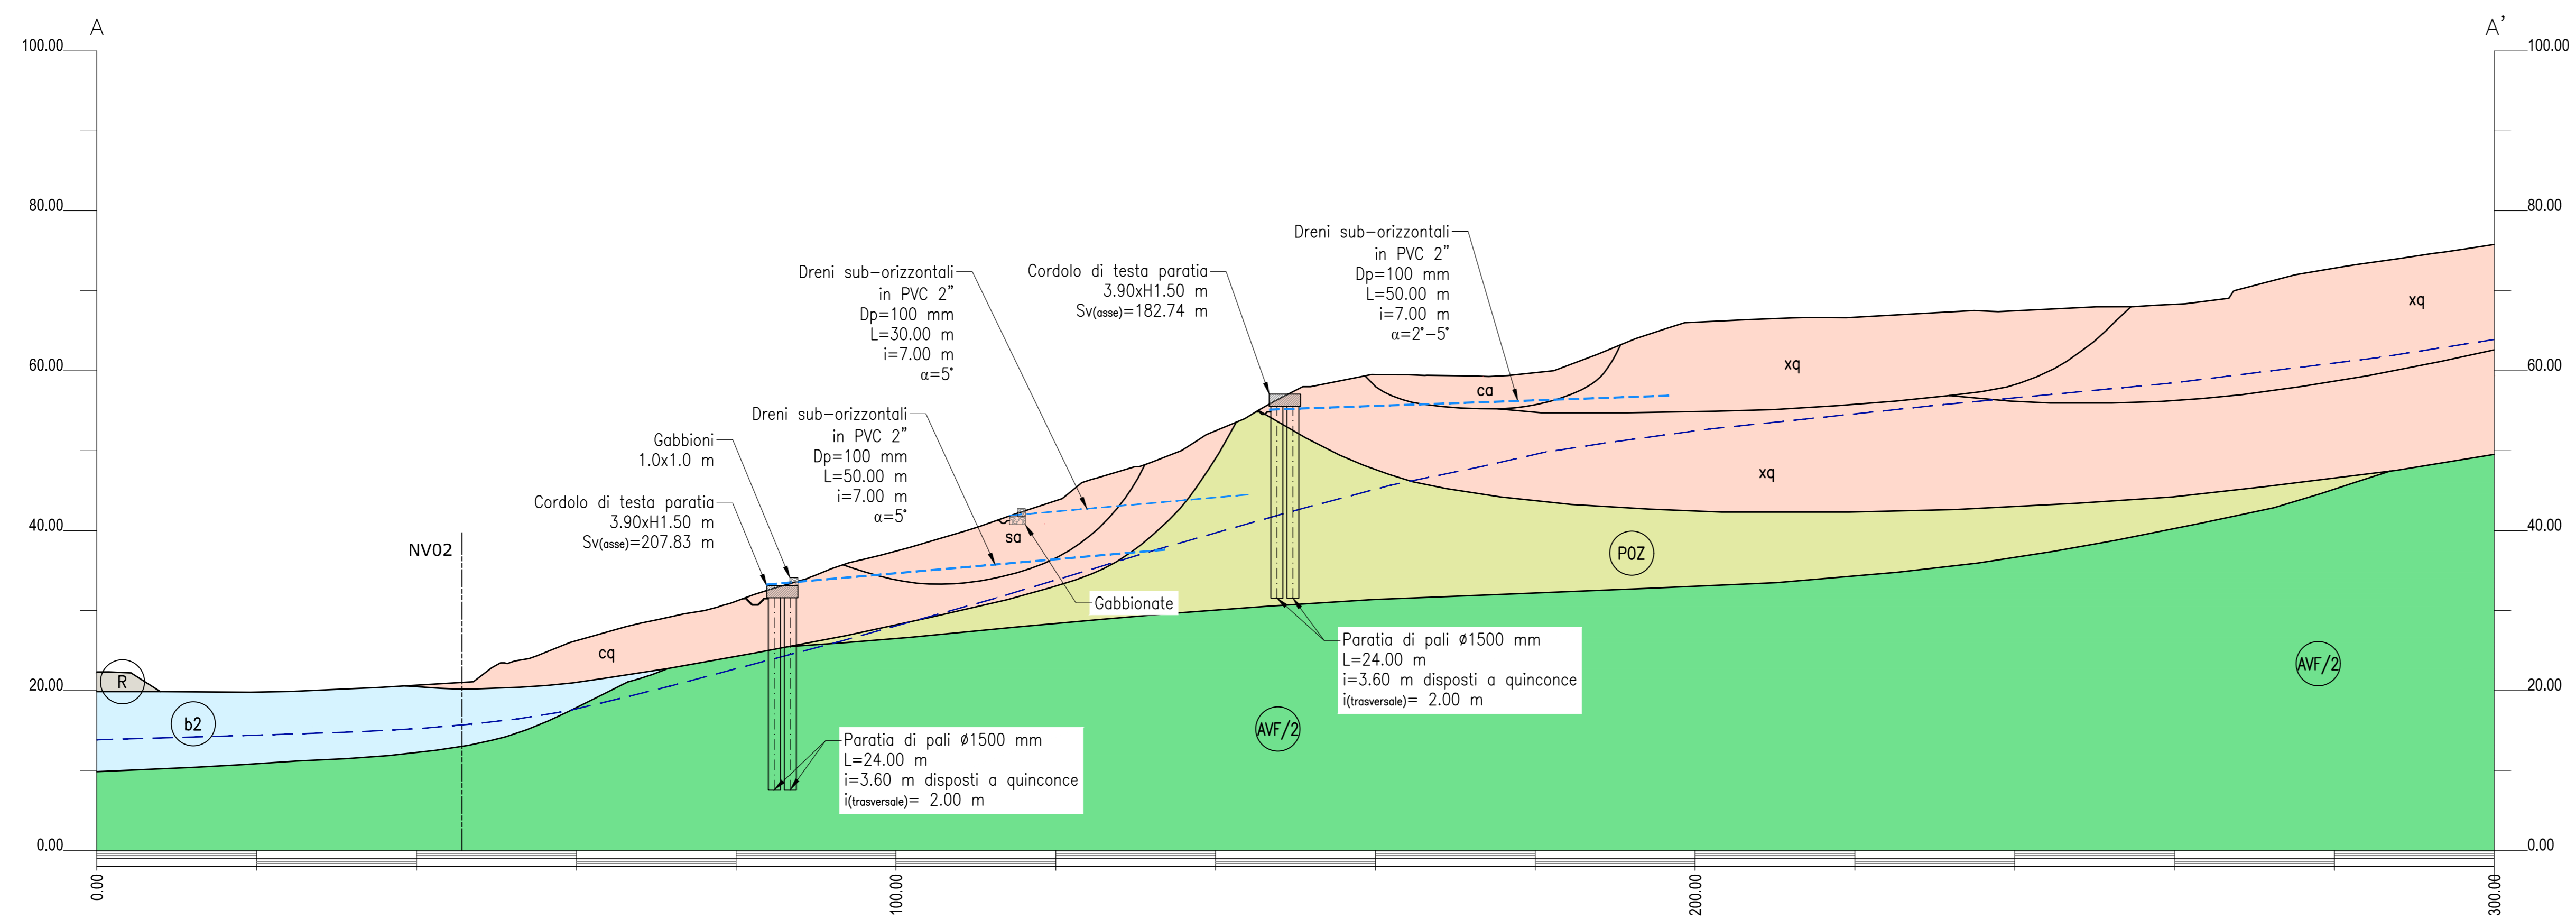 A
A'
100.00
80.00
60.00
40.00
20.00
0.00
100.00
80.00
60.00
40.00
20.00
0.00
0.00
100.00
200.00
300.00
Dreni sub-orizzontali
in PVC 2"
Dp=100 mm
L=50.00 m
i=7.00 m
α=2°-5°
Dreni sub-orizzontali
in PVC 2"
Dp=100 mm
L=30.00 m
i=7.00 m
α=5°
Cordolo di testa paratia
3.90xH1.50 m
Sv(asse)=182.74 m
Dreni sub-orizzontali
in PVC 2"
Dp=100 mm
L=50.00 m
i=7.00 m
α=5°
Gabbioni
1.0x1.0 m
Cordolo di testa paratia
3.90xH1.50 m
Sv(asse)=207.83 m
NV02
xq
xq
ca
xq
sa
POZ
Gabbionate
cq
R
b2
AVF/2
AVF/2
Paratia di pali Ø1500 mm
L=24.00 m
i=3.60 m disposti a quinconce
i(trasversale)= 2.00 m
Paratia di pali Ø1500 mm
L=24.00 m
i=3.60 m disposti a quinconce
i(trasversale)= 2.00 m